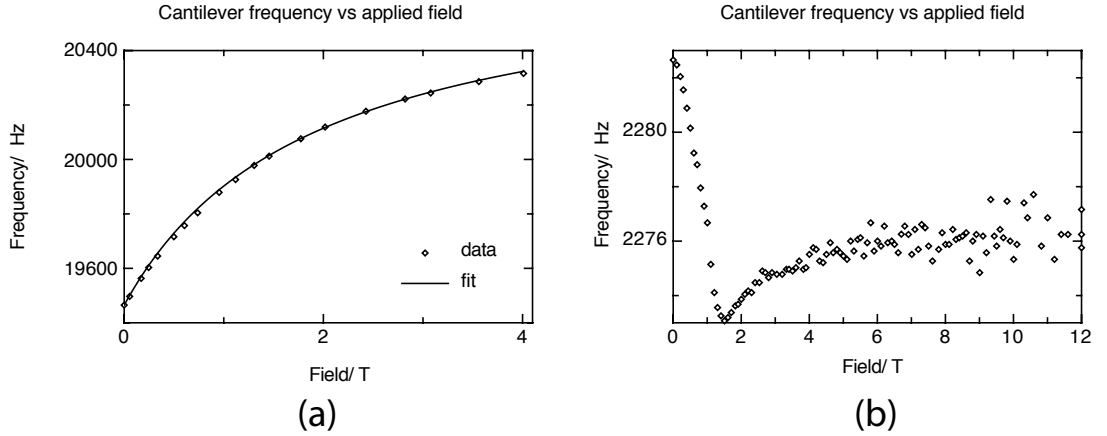 Cantilever frequency vs applied field
20400
20000
19600
Frequency/ Hz
data
fit
0 2 4
Field/ T
(a)
Cantilever frequency vs applied field
2280
2276
Frequency/ Hz
0 2 4 6 8 10 12
Field/ T
(b)